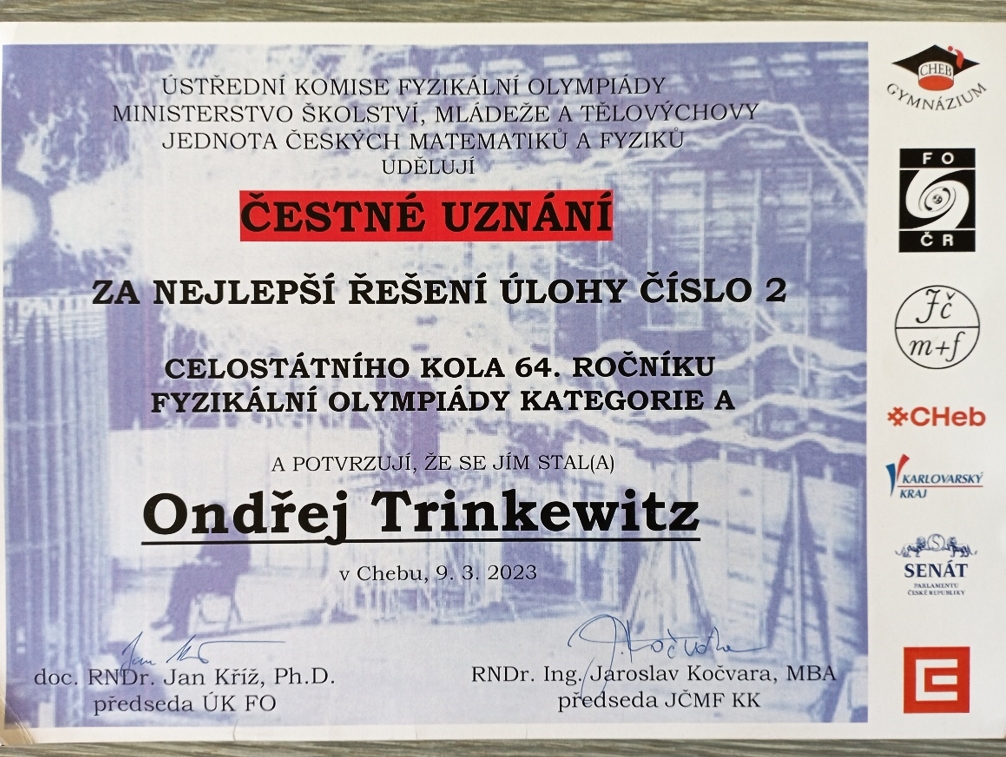 ÚSTŘEDNÍ KOMISE FYZIKÁLNÍ OLYMPIÁDY
MINISTERSTVO ŠKOLSTVÍ, MLÁDEŽE A TĚLOVÝCHOVY
JEDNOTA ČESKÝCH MATEMATIKŮ A FYZIKŮ
UDĚLUJÍ
ČESTNÉ UZNÁNÍ
ZA NEJLEPŠÍ ŘEŠENÍ ÚLOHY ČÍSLO 2
CELOSTÁTNÍHO KOLA 64. ROČNÍKU
FYZIKÁLNÍ OLYMPIÁDY KATEGORIE A
A POTVRZUJÍ, ŽE SE JÍM STAL(A)
Ondřej Trinkewitz
v Chebu, 9. 3. 2023
doc. RNDr. Jan Kříž, Ph.D.
předseda ÚK FO
J. Kočvara
RNDr. Ing. Jaroslav Kočvara, MBA
předseda JČMF KK
CHEB
GYMNÁZIUM
FO
ČR
Jč
m+f
CHeb
KARLOVARSKÝ
KRAJ
S
SENÁT
PARLAMENTU
ČESKÉ REPUBLIKY